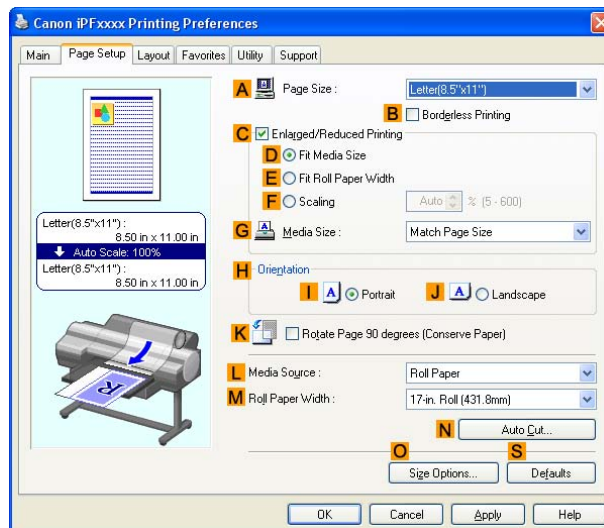 Canon iPFxxxx Printing Preferences
Main Page Setup Layout Favorites Utility Support
A Page Size : Letter(8.5"x11")
B Borderless Printing
C Enlarged/Reduced Printing
D Fit Media Size
E Fit Roll Paper Width
F Scaling Auto % (5 - 600)
G Media Size : Match Page Size
Letter(8.5"x11") :
8.50 in x 11.00 in
Auto Scale: 100%
Letter(8.5"x11") :
8.50 in x 11.00 in
H Orientation
I A Portrait J A Landscape
K Rotate Page 90 degrees (Conserve Paper)
R
L Media Source : Roll Paper
M Roll Paper Width : 17-in. Roll (431.8mm)
N Auto Cut...
O S
Size Options... Defaults
OK Cancel Apply Help